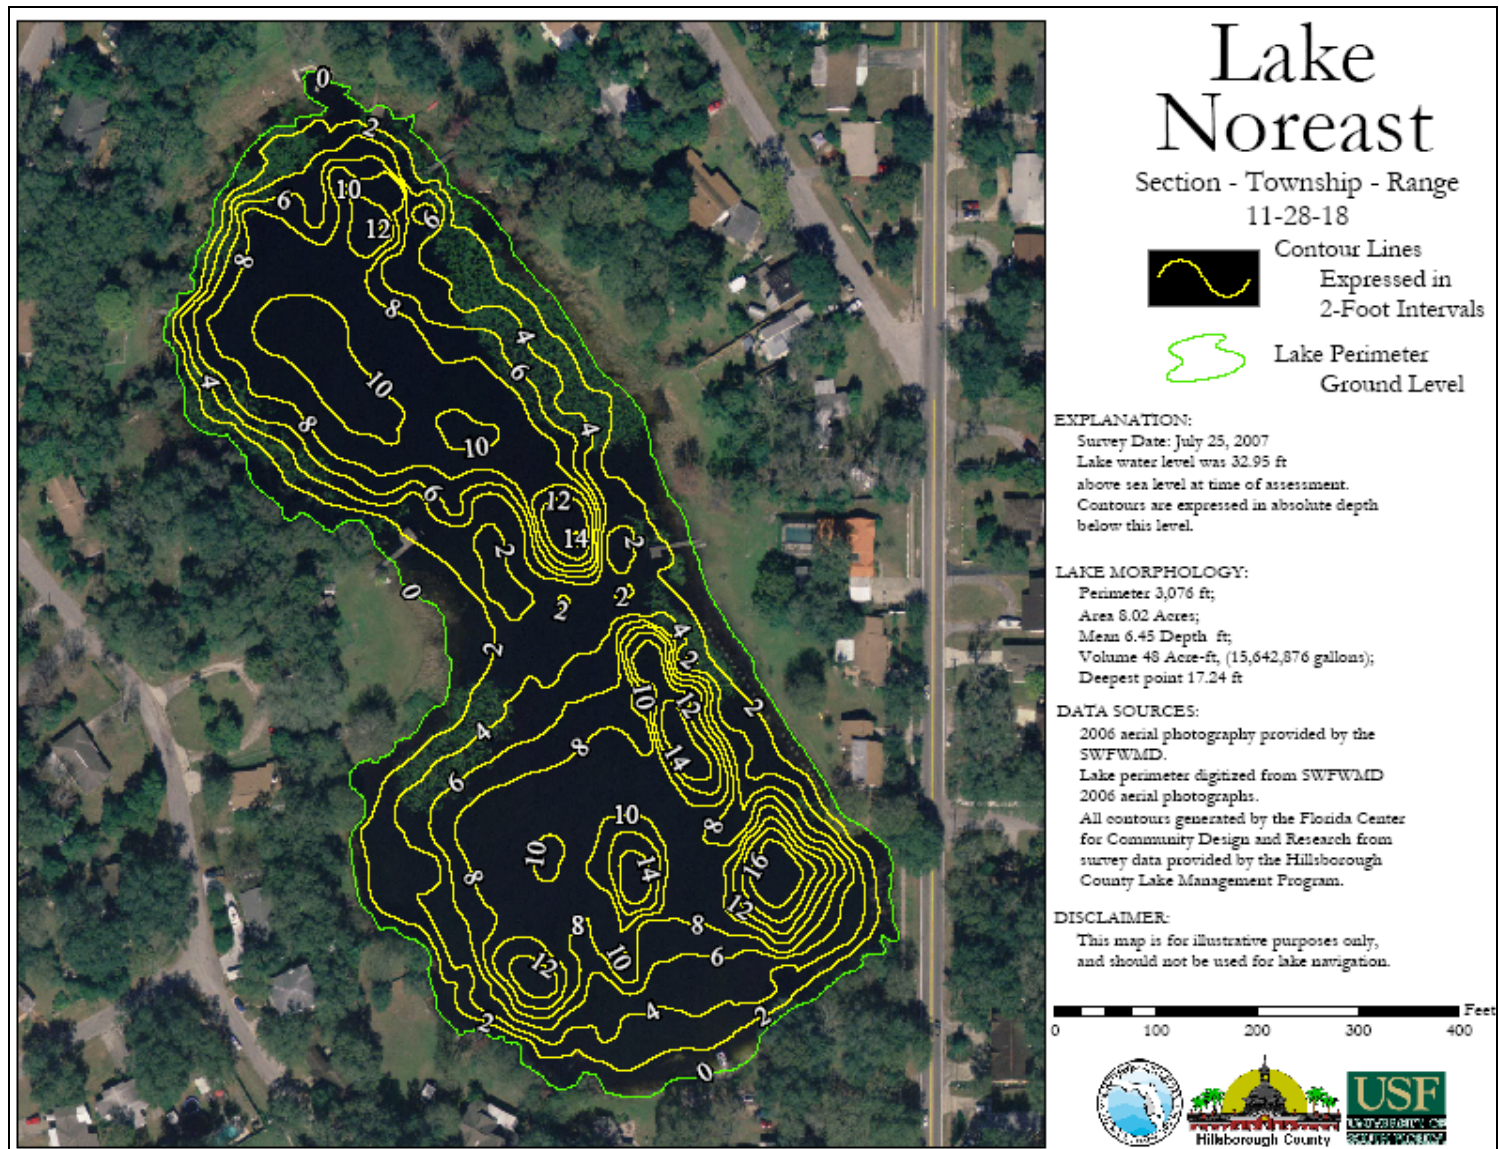 Lake
Noreast
Section - Township - Range
11-28-18
Contour Lines
Expressed in
2-Foot Intervals
Lake Perimeter
Ground Level
EXPLANATION:
Survey Date: July 25, 2007
Lake water level was 32.95 ft
above sea level at time of assessment.
Contours are expressed in absolute depth
below this level.
LAKE MORPHOLOGY:
Perimeter 3,076 ft;
Area 8.02 Acres;
Mean 6.45 Depth ft;
Volume 48 Acre-ft, (15,642,876 gallons);
Deepest point 17.24 ft
DATA SOURCES:
2006 aerial photography provided by the
SWFWMD.
Lake perimeter digitized from SWFWMD
2006 aerial photographs.
All contours generated by the Florida Center
for Community Design and Research from
survey data provided by the Hillsborough
County Lake Management Program.
DISCLAIMER:
This map is for illustrative purposes only,
and should not be used for lake navigation.
Feet
0 100 200 300 400
Hillsborough County
USF
UNIVERSITY OF
SOUTH FLORIDA
0
2
10
6
6
12
8
8
4
6
4
10
8
4
10
6
12
14
2
2
0
2
2
4
2
2
10
12
2
4
8
14
6
10
8
10
14
16
8
12
8
8
6
12
10
4
2
2
0